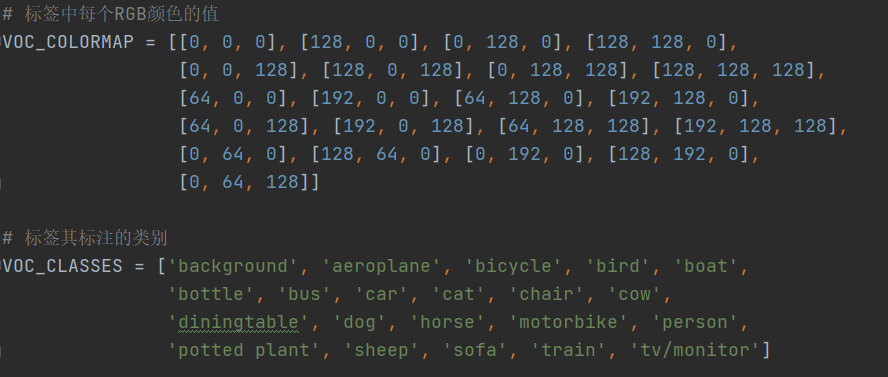 # 标签中每个RGB颜色的值
VOC_COLORMAP = [[0, 0, 0], [128, 0, 0], [0, 128, 0], [128, 128, 0],
[0, 0, 128], [128, 0, 128], [0, 128, 128], [128, 128, 128],
[64, 0, 0], [192, 0, 0], [64, 128, 0], [192, 128, 0],
[64, 0, 128], [192, 0, 128], [64, 128, 128], [192, 128, 128],
[0, 64, 0], [128, 64, 0], [0, 192, 0], [128, 192, 0],
[0, 64, 128]]
# 标签其标注的类别
VOC_CLASSES = ['background', 'aeroplane', 'bicycle', 'bird', 'boat',
'bottle', 'bus', 'car', 'cat', 'chair', 'cow',
'diningtable', 'dog', 'horse', 'motorbike', 'person',
'potted plant', 'sheep', 'sofa', 'train', 'tv/monitor']